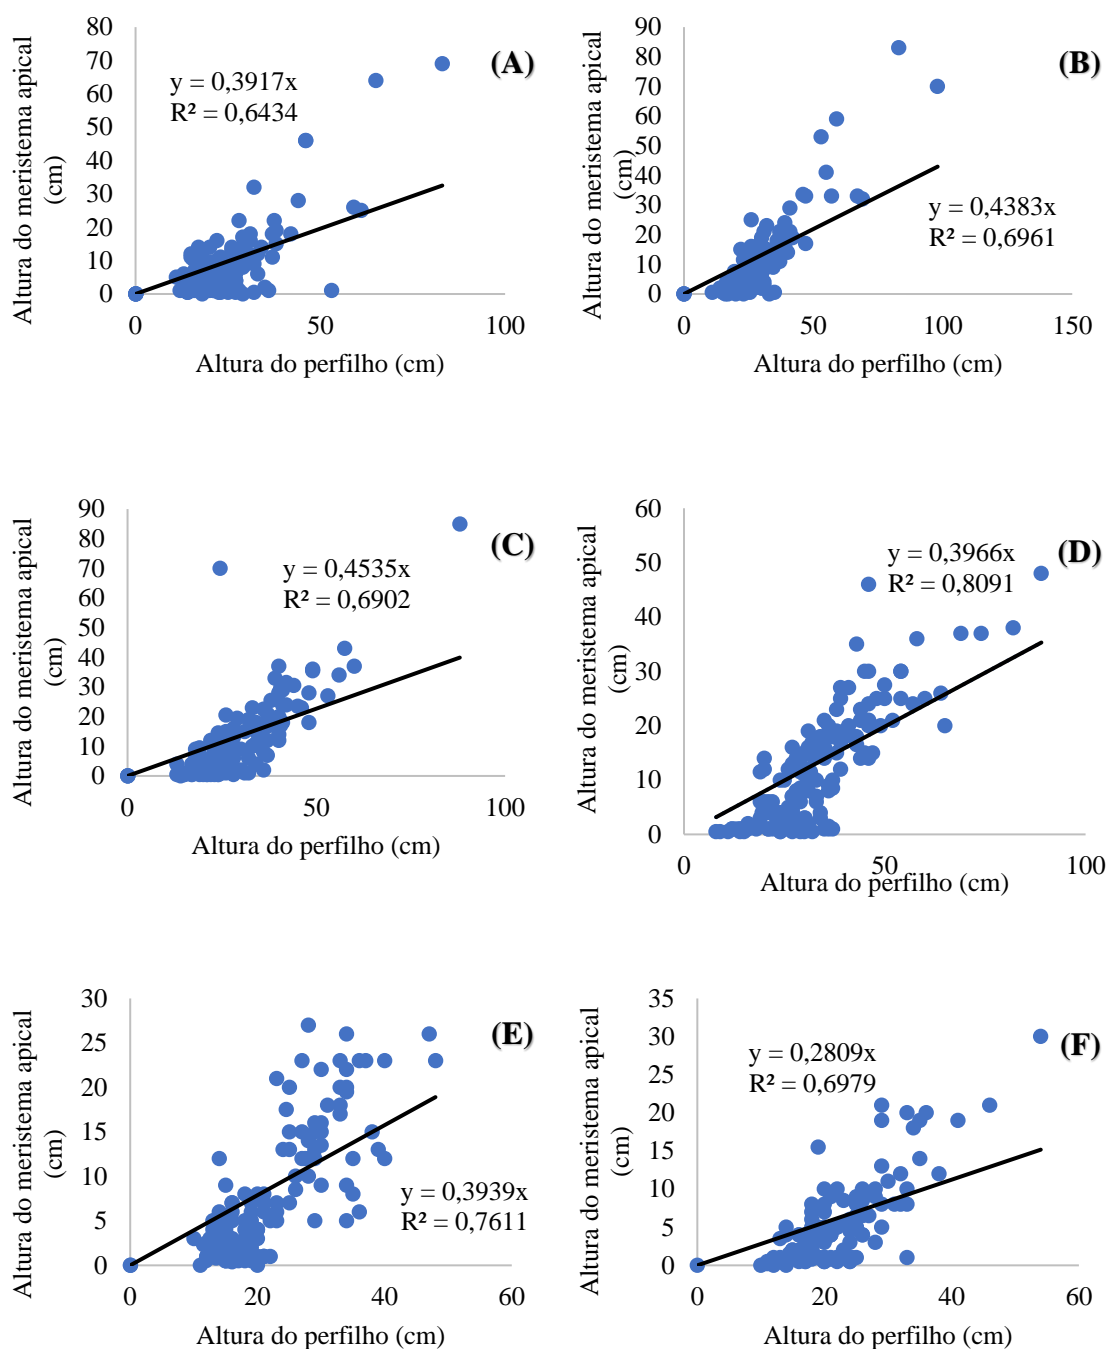 80
70
60
50
40
30
20
10
0
Altura do meristema apical
(cm)
y = 0,3917x
R² = 0,6434
(A)
0 50 100
Altura do perfilho (cm)
90
80
70
60
50
40
30
20
10
0
Altura do meristema apical
(cm)
(B)
y = 0,4383x
R² = 0,6961
0 50 100 150
Altura do perfilho (cm)
90
80
70
60
50
40
30
20
10
0
Altura do meristema apical
(cm)
(C)
y = 0,4535x
R² = 0,6902
0 50 100
Altura do perfilho (cm)
60
50
40
30
20
10
0
Altura do meristema apical
(cm)
y = 0,3966x
R² = 0,8091
(D)
0 50 100
Altura do perfilho (cm)
30
25
20
15
10
5
0
Altura do meristema apical
(cm)
(E)
y = 0,3939x
R² = 0,7611
0 20 40 60
Altura do perfilho (cm)
35
30
25
20
15
10
5
0
Altura do meristema apical
(cm)
y = 0,2809x
R² = 0,6979
(F)
0 20 40 60
Altura do perfilho (cm)